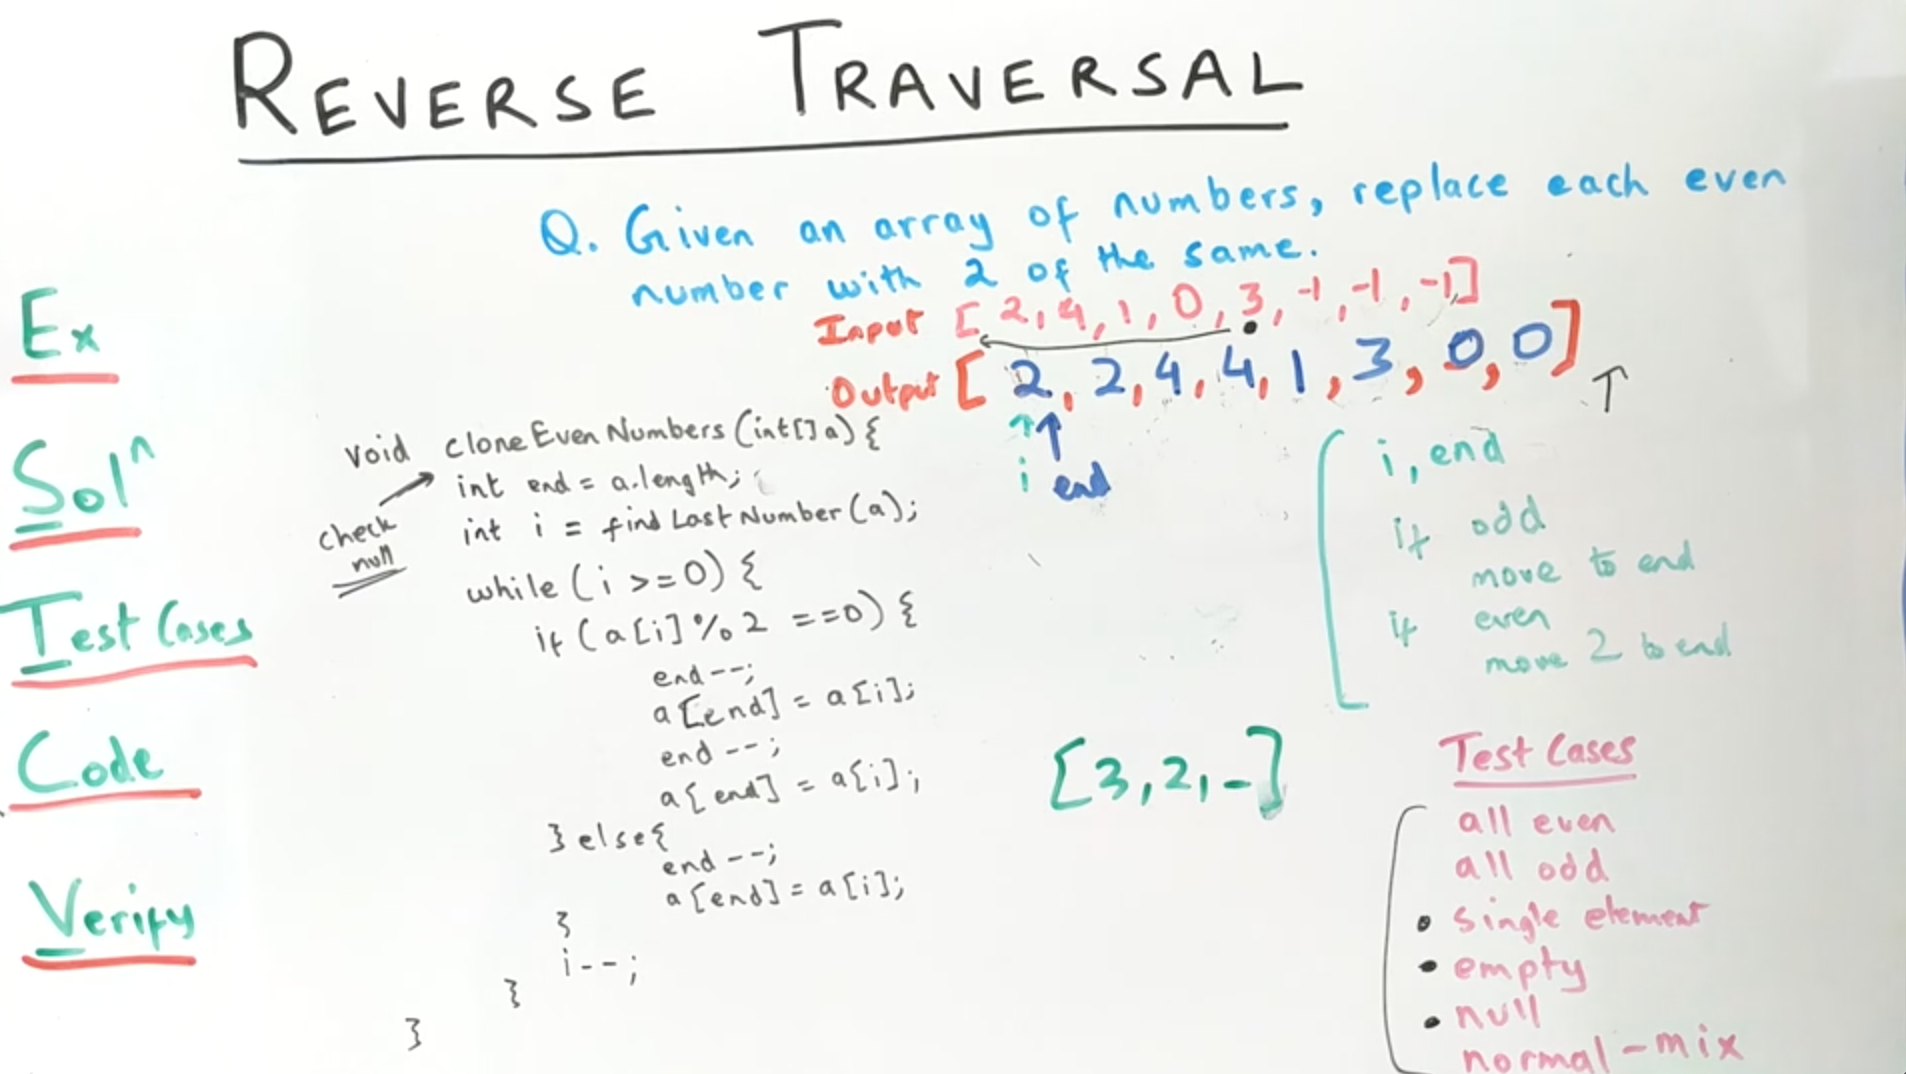 REVERSE TRAVERSAL
Q. Given an array of numbers, replace each even
number with 2 of the same.
Input [2,4,1,0,3,-1,-1,-1]
Output [2,2,4,4,1,3,0,0]
i end
Ex
Solⁿ
Test Cases
Code
Verify
void cloneEvenNumbers(int[]a){
check null
int end = a.length;
int i = findLastNumber(a);
while(i >=0){
if(a[i]%2 ==0){
end--;
a[end] = a[i];
end--;
a[end] = a[i];
}else{
end--;
a[end] = a[i];
}
i--;
}
}
[3,2,_]
i, end
if odd
move to end
if even
move 2 to end
Test Cases
all even
all odd
• single element
• empty
• null
normal-mix